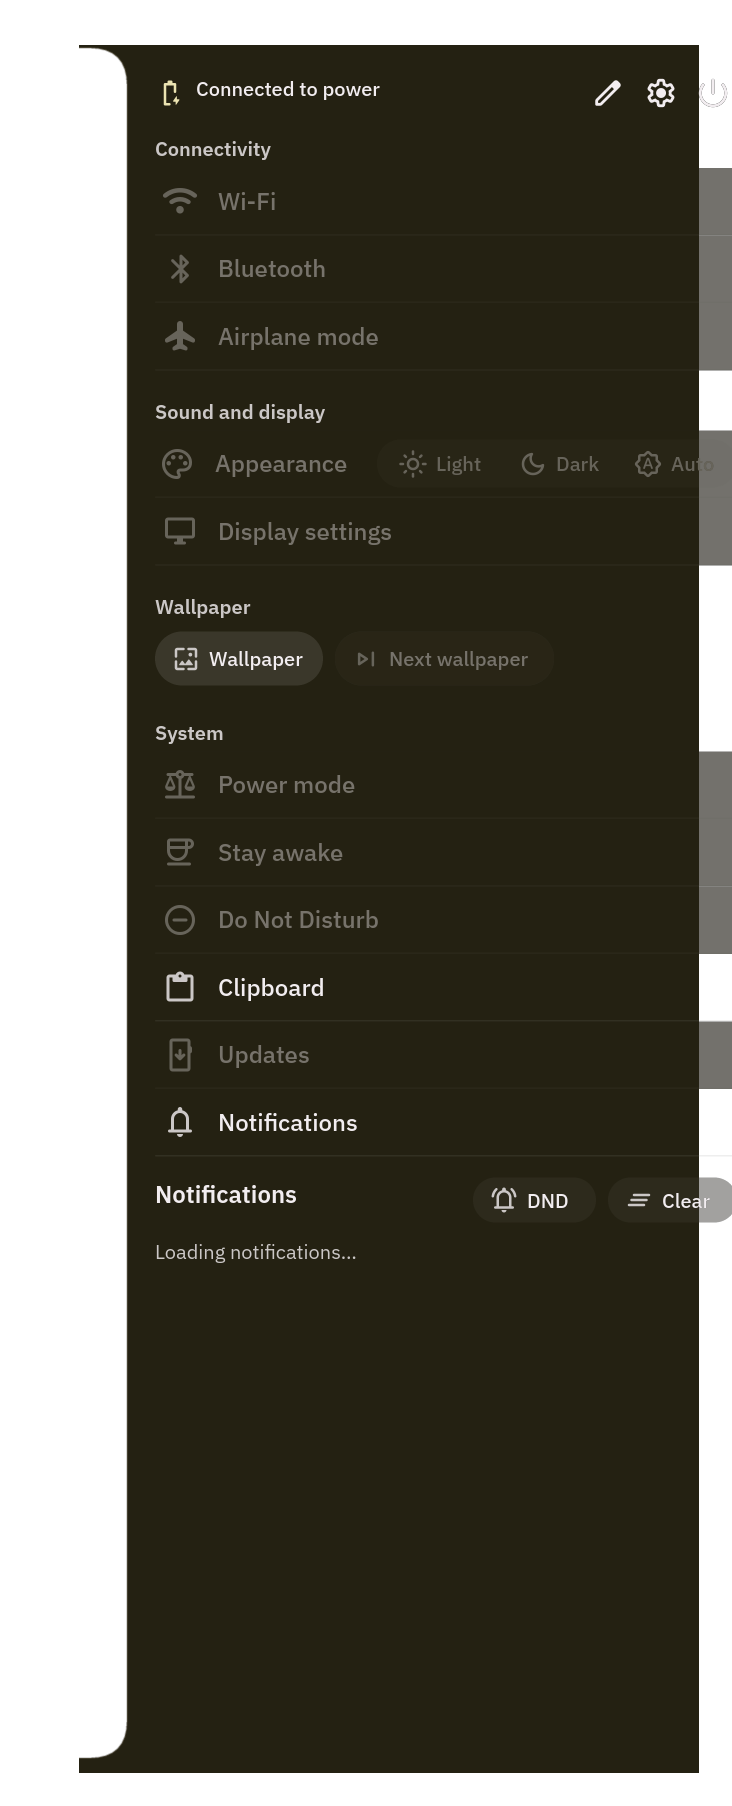 Connected to power
Connectivity
Wi-Fi
Bluetooth
Airplane mode
Sound and display
Appearance Light Dark Auto
Display settings
Wallpaper
Wallpaper Next wallpaper
System
Power mode
Stay awake
Do Not Disturb
Clipboard
Updates
Notifications
Notifications DND Clear
Loading notifications...